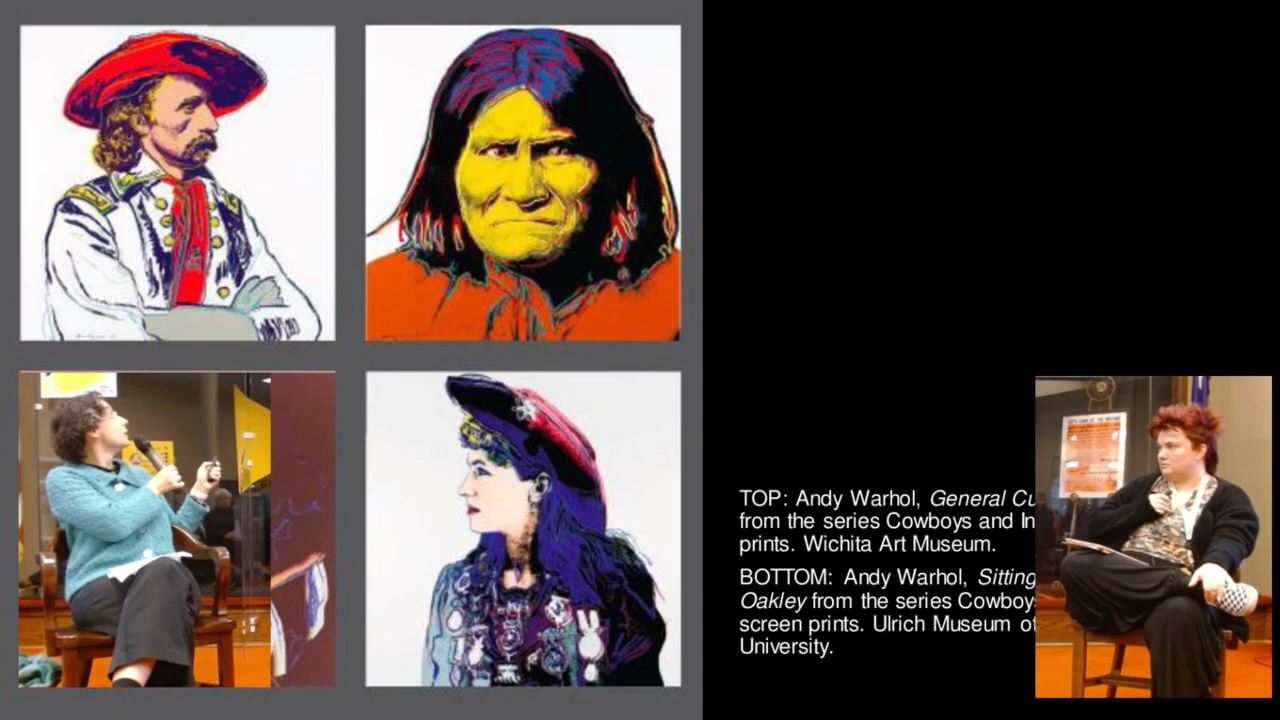 TOP: Andy Warhol, General Cu
from the series Cowboys and In
prints. Wichita Art Museum.
BOTTOM: Andy Warhol, Sitting
Oakley from the series Cowboy
screen prints. Ulrich Museum of
University.